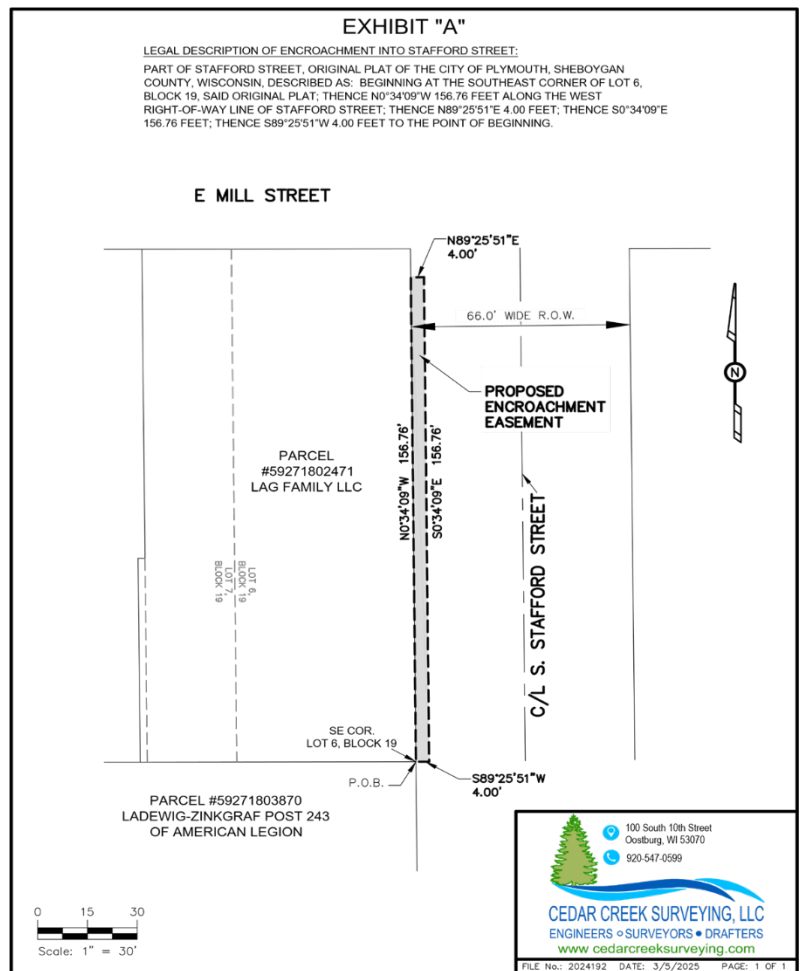 EXHIBIT "A"
LEGAL DESCRIPTION OF ENCROACHMENT INTO STAFFORD STREET:
PART OF STAFFORD STREET, ORIGINAL PLAT OF THE CITY OF PLYMOUTH, SHEBOYGAN
COUNTY, WISCONSIN, DESCRIBED AS: BEGINNING AT THE SOUTHEAST CORNER OF LOT 6,
BLOCK 19, SAID ORIGINAL PLAT; THENCE N0°34'09"W 156.76 FEET ALONG THE WEST
RIGHT-OF-WAY LINE OF STAFFORD STREET; THENCE N89°25'51"E 4.00 FEET; THENCE S0°34'09"E
156.76 FEET; THENCE S89°25'51"W 4.00 FEET TO THE POINT OF BEGINNING.
E MILL STREET
N89°25'51"E
4.00'
66.0' WIDE R.O.W.
N
PROPOSED
ENCROACHMENT
EASEMENT
PARCEL
#59271802471
LAG FAMILY LLC
N0°34'09"W 156.76'
S0°34'09"E 156.76'
C/L S. STAFFORD STREET
LOT 6,
BLOCK 19
LOT 7,
BLOCK 19
SE COR.
LOT 6, BLOCK 19
P.O.B.
S89°25'51"W
4.00'
PARCEL #59271803870
LADEWIG-ZINKGRAF POST 243
OF AMERICAN LEGION
0 15 30
Scale: 1" = 30'
100 South 10th Street
Oostburg, WI 53070
920-547-0599
CEDAR CREEK SURVEYING, LLC
ENGINEERS ○ SURVEYORS ● DRAFTERS
www.cedarcreeksurveying.com
FILE No.: 2024192 DATE: 3/5/2025 PAGE: 1 OF 1